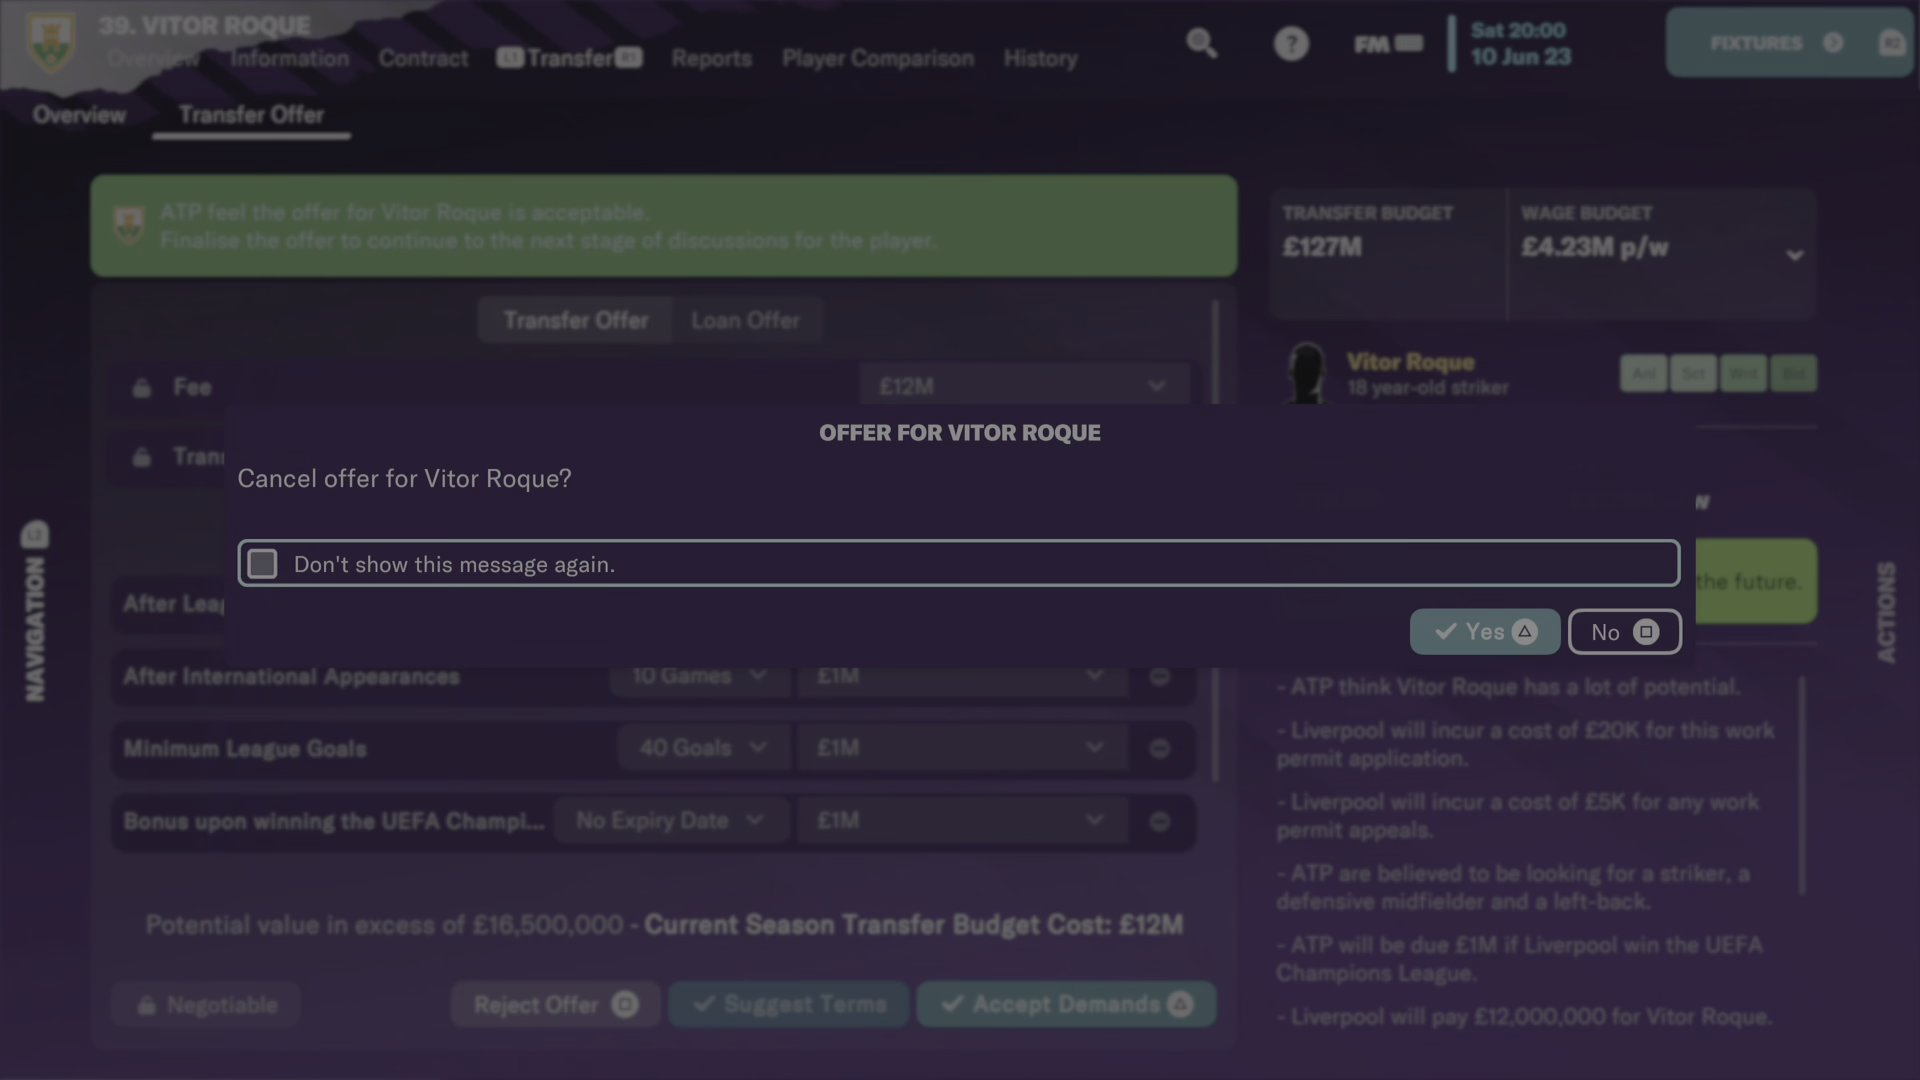 39. VITOR ROQUE
Overview Information Contract L1 Transfer R1 Reports Player Comparison History
FM
Sat 20:00
10 Jun 23
FIXTURES R2
Overview Transfer Offer
ATP feel the offer for Vitor Roque is acceptable.
Finalise the offer to continue to the next stage of discussions for the player.
TRANSFER BUDGET
£127M
WAGE BUDGET
£4.23M p/w
Transfer Offer Loan Offer
Fee £12M
Vitor Roque
18 year-old striker
OFFER FOR VITOR ROQUE
Cancel offer for Vitor Roque?
Don't show this message again.
Yes No
the future.
L2
NAVIGATION
ACTIONS
After International Appearances 10 Games £1M
Minimum League Goals 40 Goals £1M
Bonus upon winning the UEFA Champi... No Expiry Date £1M
Potential value in excess of £16,500,000 - Current Season Transfer Budget Cost: £12M
Negotiable Reject Offer Suggest Terms Accept Demands
- ATP think Vitor Roque has a lot of potential.
- Liverpool will incur a cost of £20K for this work
permit application.
- Liverpool will incur a cost of £5K for any work
permit appeals.
- ATP are believed to be looking for a striker, a
defensive midfielder and a left-back.
- ATP will be due £1M if Liverpool win the UEFA
Champions League.
- Liverpool will pay £12,000,000 for Vitor Roque.